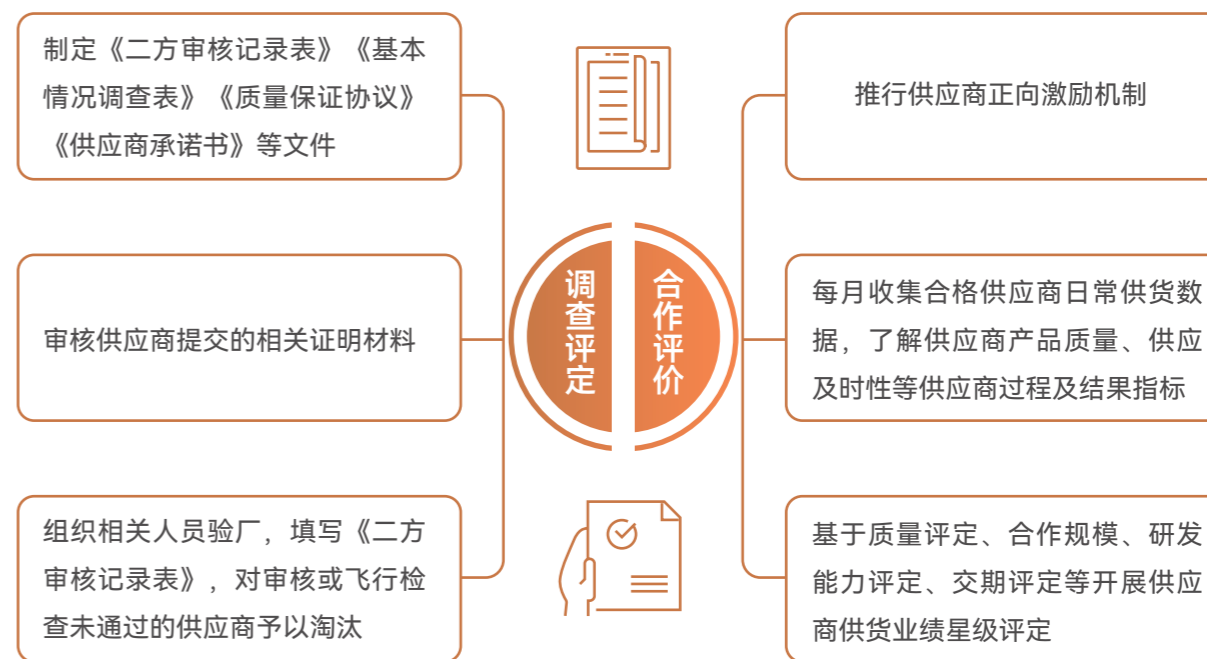 制定《二方审核记录表》《基本
情况调查表》《质量保证协议》
《供应商承诺书》等文件
审核供应商提交的相关证明材料
组织相关人员验厂，填写《二方
审核记录表》，对审核或飞行检
查未通过的供应商予以淘汰
调查评定
合作评价
推行供应商正向激励机制
每月收集合格供应商日常供货数
据，了解供应商产品质量、供应
及时性等供应商过程及结果指标
基于质量评定、合作规模、研发
能力评定、交期评定等开展供应
商供货业绩星级评定